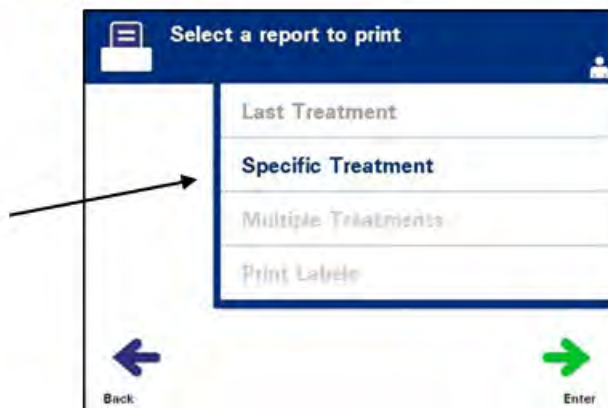 Select a report to print
Last Treatment
Specific Treatment
Multiple Treatments
Print Labels
Back
Enter